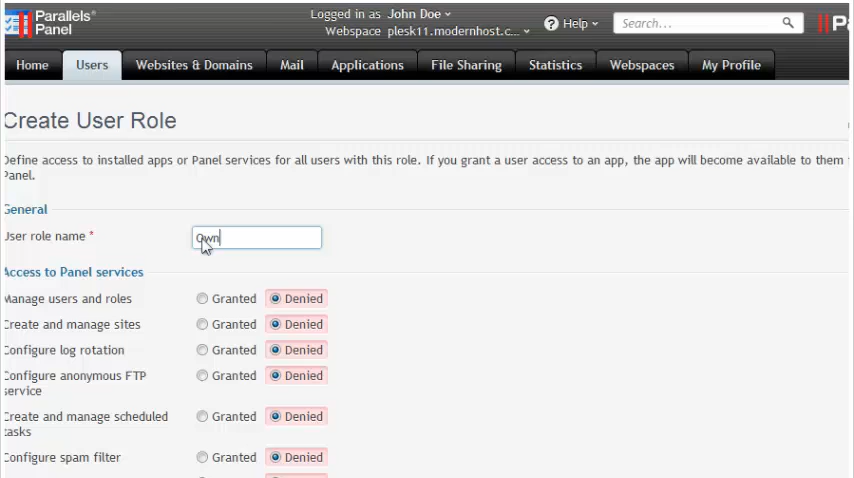 Parallels® Panel
Logged in as John Doe
Webspace plesk11.modernhost.c...
Help
Search...
Home Users Websites & Domains Mail Applications File Sharing Statistics Webspaces My Profile
Create User Role
Define access to installed apps or Panel services for all users with this role. If you grant a user access to an app, the app will become available to them
Panel.
General
User role name *
Own
Access to Panel services
Manage users and roles Granted Denied
Create and manage sites Granted Denied
Configure log rotation Granted Denied
Configure anonymous FTP service Granted Denied
Create and manage scheduled tasks Granted Denied
Configure spam filter Granted Denied